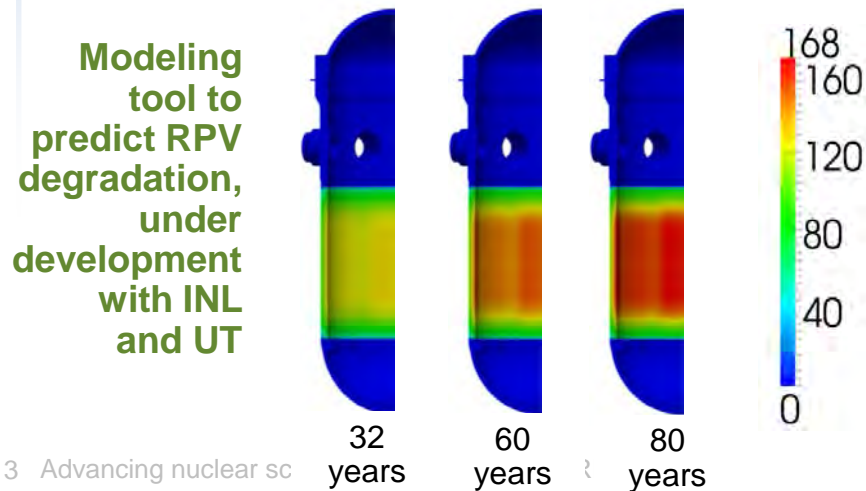 Modeling
tool to
predict RPV
degradation,
under
development
with INL
and UT
168
160
120
80
40
0
32
years
60
years
80
years
3 Advancing nuclear sc